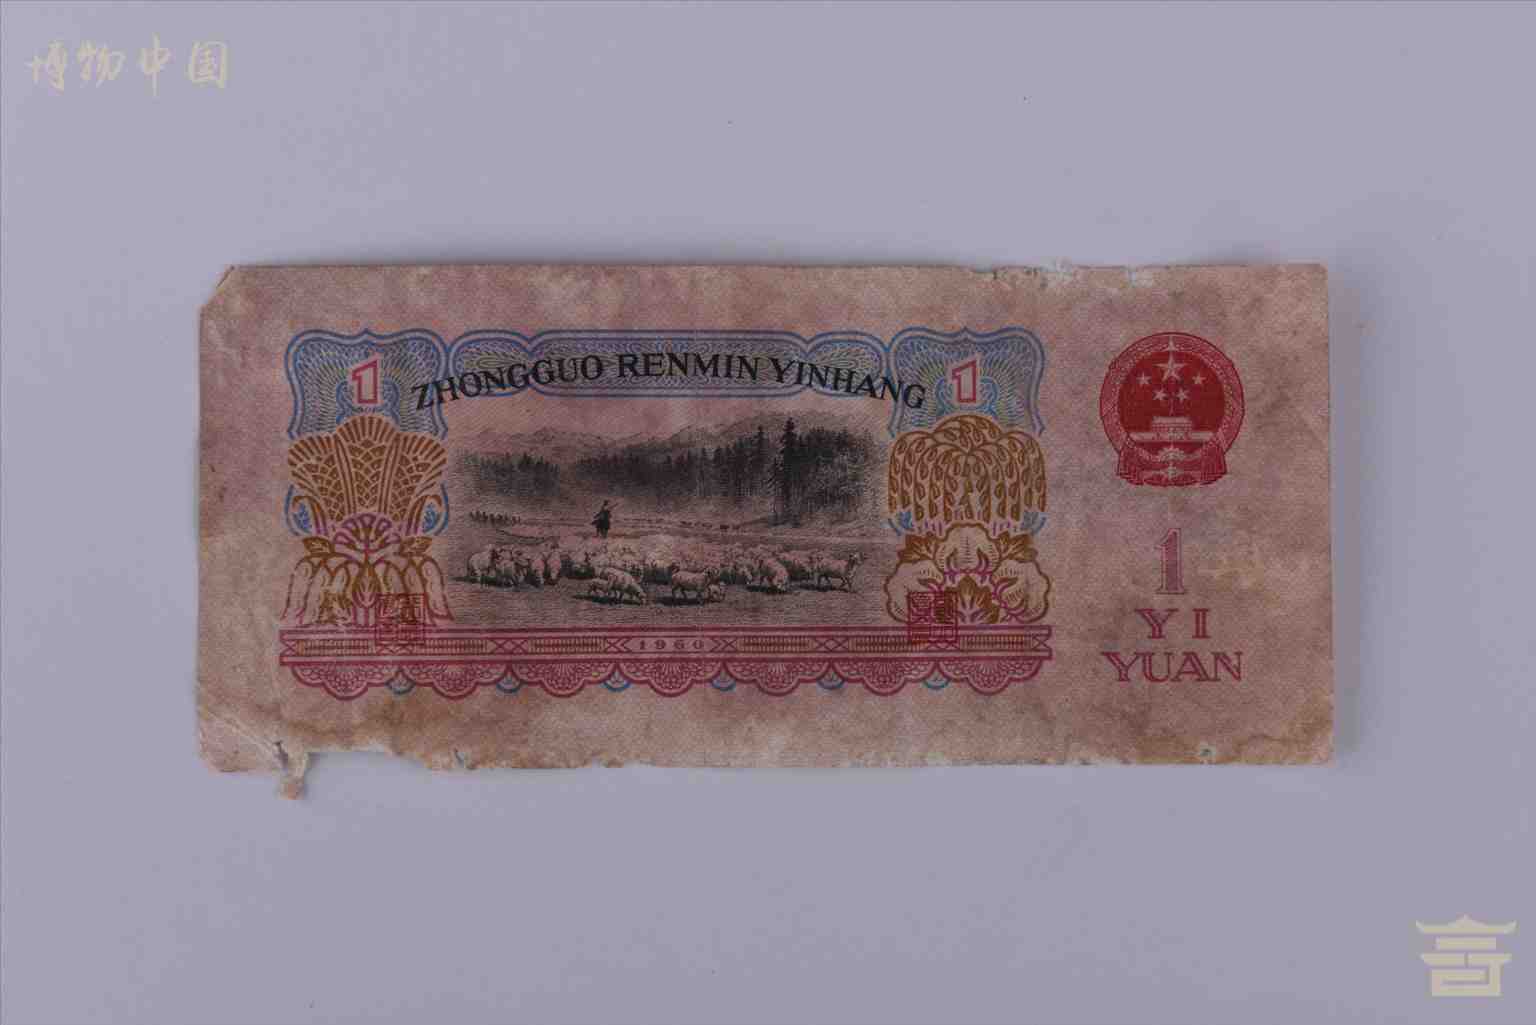 博物中国
1
ZHONGGUO RENMIN YINHANG
1
1960
1
YI
YUAN